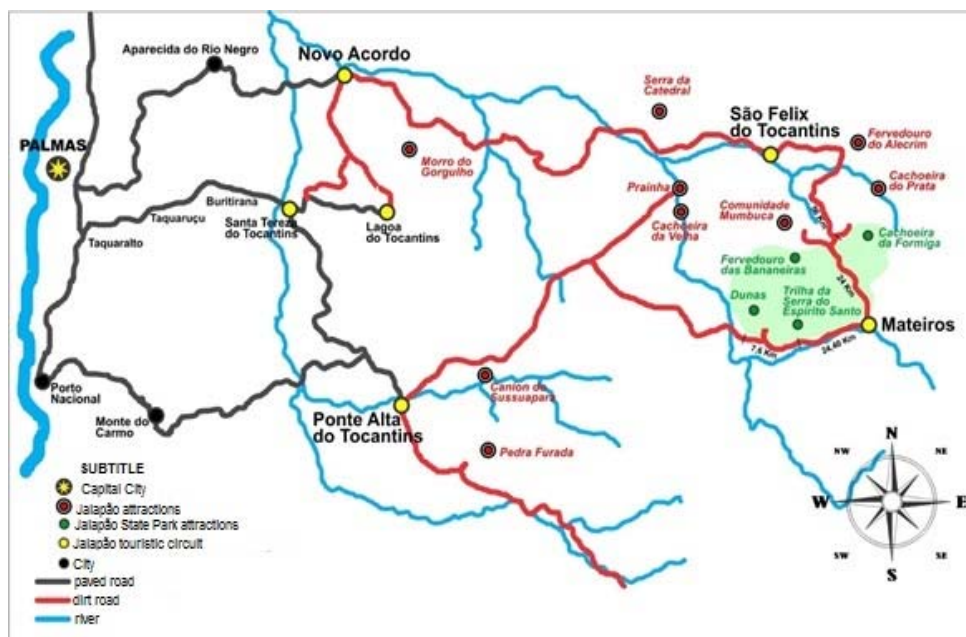 Aparecida do Rio Negro
Novo Acordo
PALMAS
Serra da
Catedral
São Felix
do Tocantins
Fervedouro
do Alecrim
Morro do
Gorgulho
Prainha
Cachoeira
do Prata
Comunidade
Mumbuca
Buritirana
Taquaruçu
Taquaralto
Santa Tereza
do Tocantins
Lagoa
do Tocantins
Cachoeira
da Velha
Cachoeira
da Formiga
Fervedouro
das Bananeiras
24 Km
Dunas
Trilha da
Serra do
Espírito Santo
Mateiros
7,6 Km
24,40 Km
Porto
Nacional
Monte do
Carmo
Ponte Alta
do Tocantins
Canion do
Sussuapara
Pedra Furada
SUBTITLE
Capital City
Jalapão attractions
Jalapão State Park attractions
Jalapão touristic circuit
City
paved road
dirt road
river
N
NW
NE
W
E
SW
SE
S